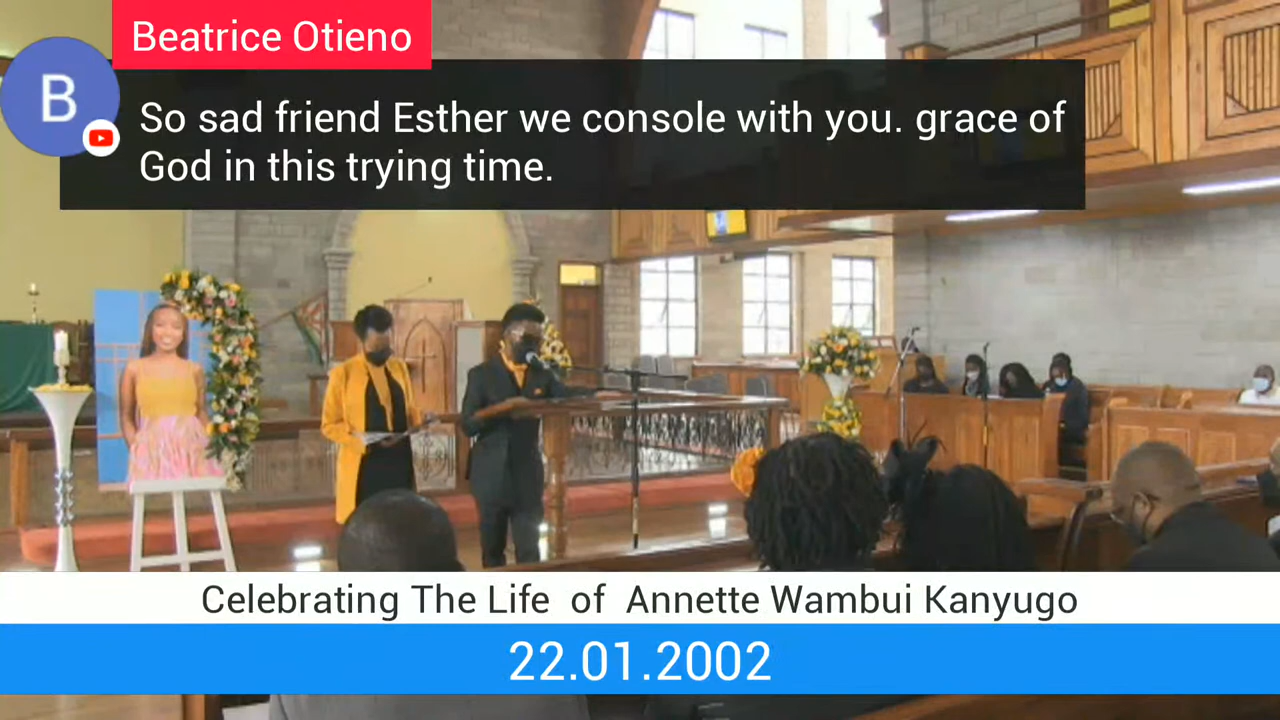 Beatrice Otieno
B
So sad friend Esther we console with you. grace of
God in this trying time.
Celebrating The Life of Annette Wambui Kanyugo
22.01.2002